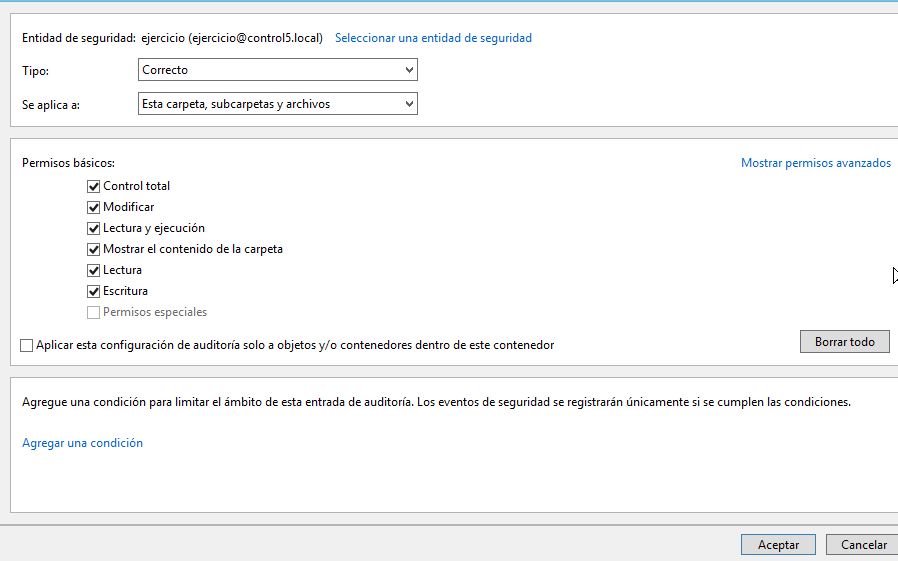 Entidad de seguridad: ejercicio (ejercicio@control5.local) Seleccionar una entidad de seguridad
Tipo: Correcto
Se aplica a: Esta carpeta, subcarpetas y archivos
Permisos básicos: Mostrar permisos avanzados
Control total
Modificar
Lectura y ejecución
Mostrar el contenido de la carpeta
Lectura
Escritura
Permisos especiales
Aplicar esta configuración de auditoría solo a objetos y/o contenedores dentro de este contenedor Borrar todo
Agregue una condición para limitar el ámbito de esta entrada de auditoría. Los eventos de seguridad se registrarán únicamente si se cumplen las condiciones.
Agregar una condición
Aceptar Cancelar